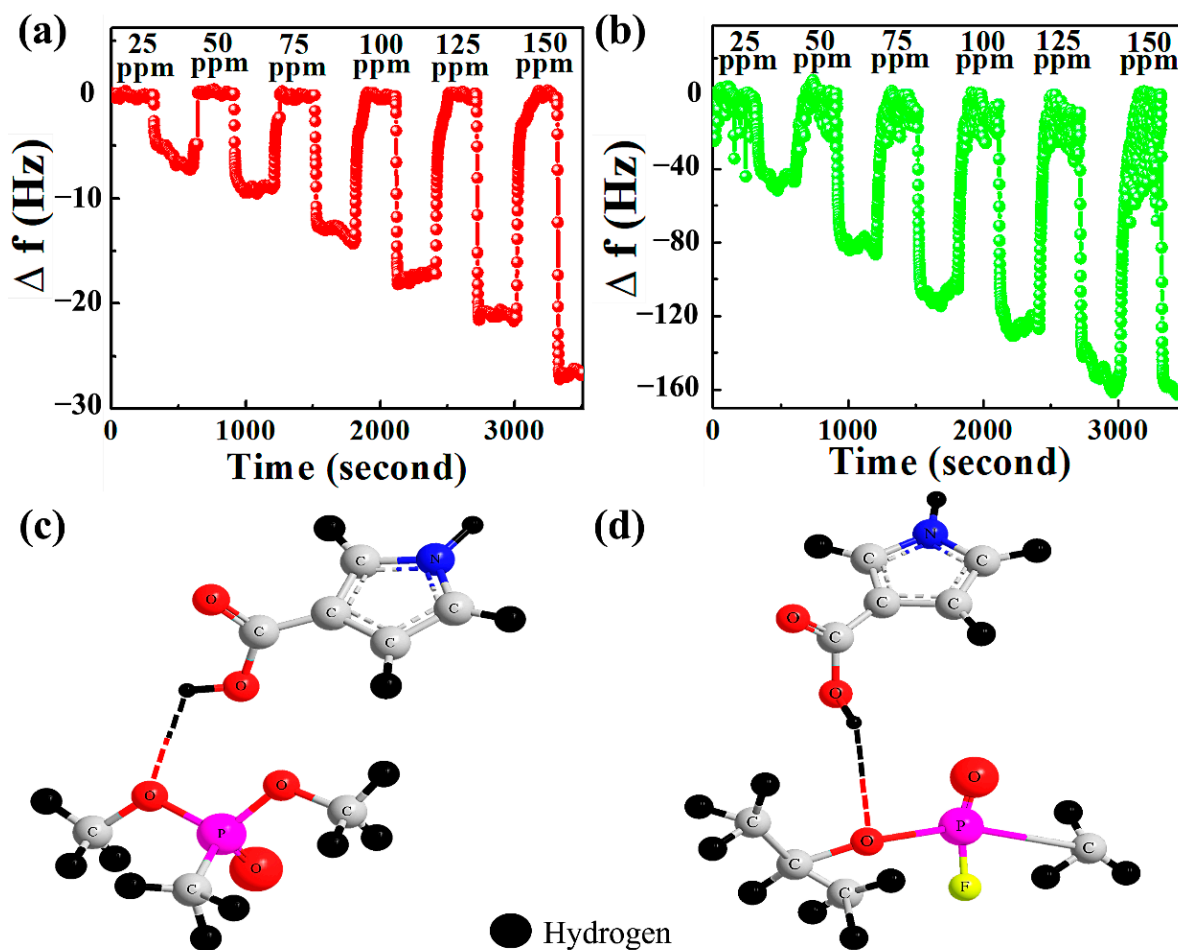 (a)
25 50 75 100 125 150
ppm ppm ppm ppm ppm ppm
0
−10
−20
−30
Δ f (Hz)
0 1000 2000 3000
Time (second)
(b)
25 50 75 100 125 150
ppm ppm ppm ppm ppm ppm
0
−40
−80
−120
−160
Δ f (Hz)
0 1000 2000 3000
Time (second)
(c)
C N
O C C
C C
O
O O
C P C
O
C
(d)
N
C C
O C C
C
O
O
C P
O C
C
C F
Hydrogen